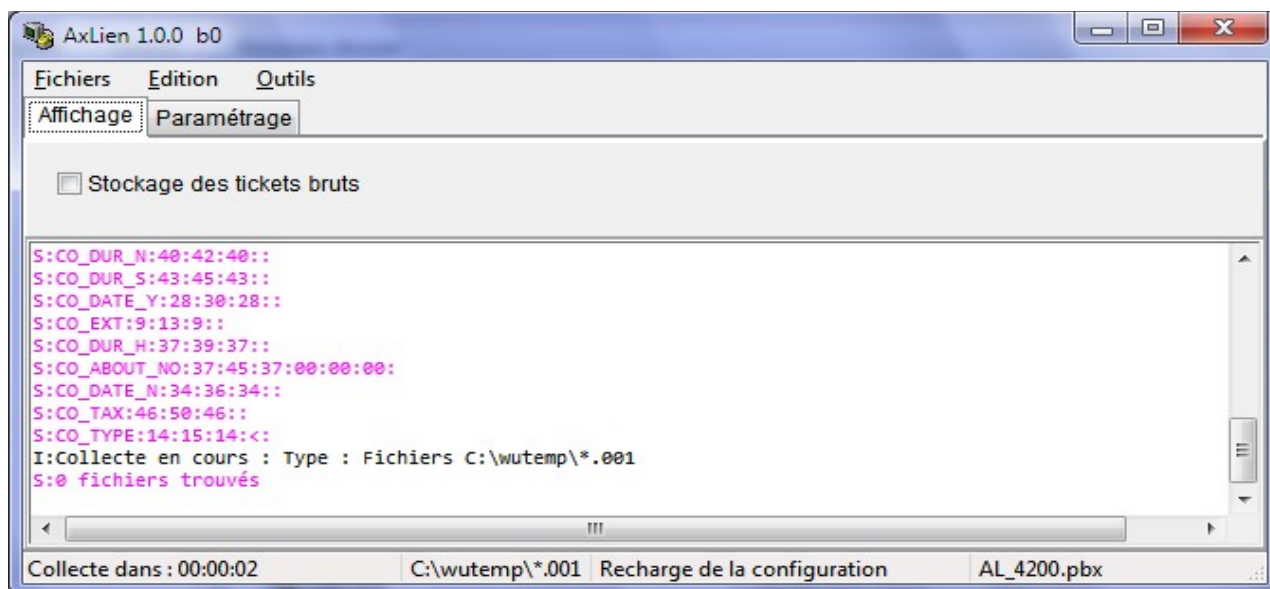 AxLien 1.0.0 b0
Fichiers Edition Outils
Affichage Paramétrage
Stockage des tickets bruts
S:CO_DUR_N:40:42:40::
S:CO_DUR_S:43:45:43::
S:CO_DATE_Y:28:30:28::
S:CO_EXT:9:13:9::
S:CO_DUR_H:37:39:37::
S:CO_ABOUT_NO:37:45:37:00:00:00:
S:CO_DATE_N:34:36:34::
S:CO_TAX:46:50:46::
S:CO_TYPE:14:15:14:<:
I:Collecte en cours : Type : Fichiers C:\wutemp\*.001
S:0 fichiers trouvés
Collecte dans : 00:00:02 C:\wutemp\*.001 Recharge de la configuration AL_4200.pbx